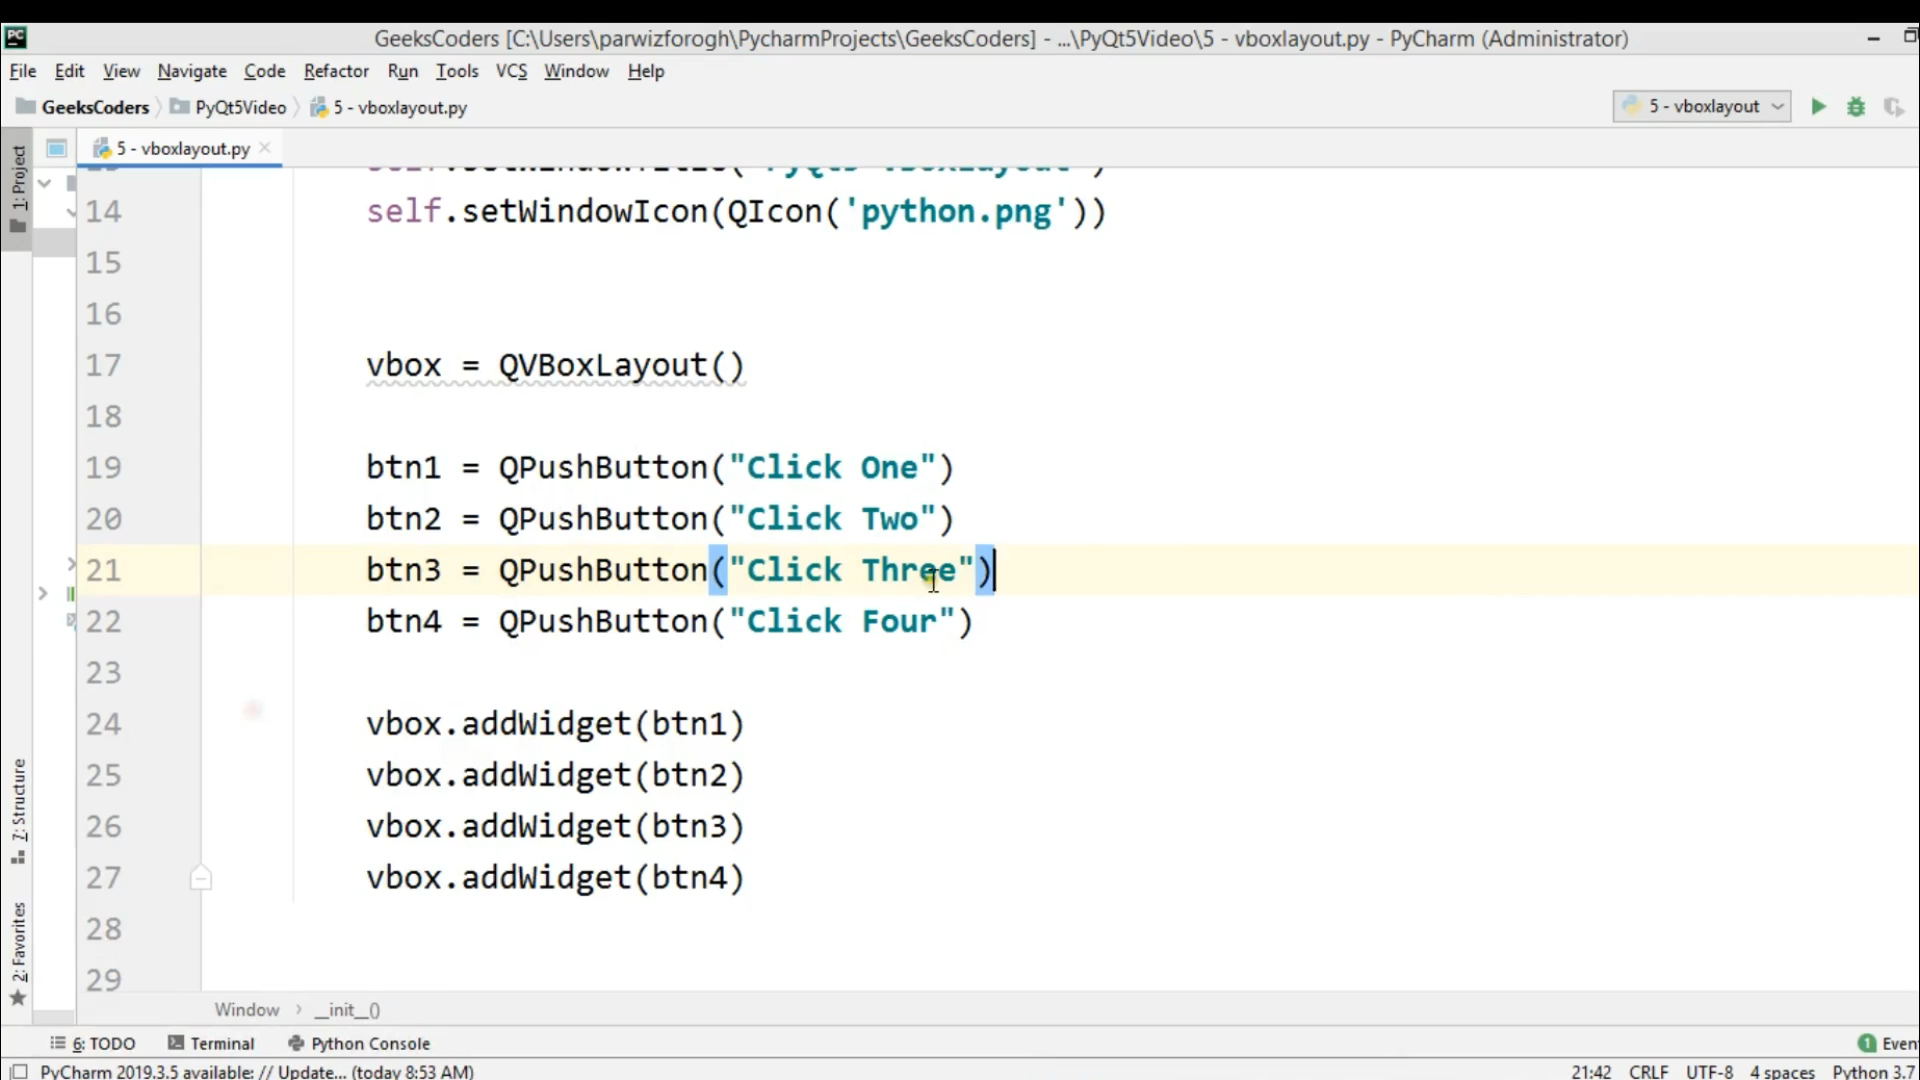 GeeksCoders [C:\Users\parwizforogh\PycharmProjects\GeeksCoders] - ...\PyQt5Video\5 - vboxlayout.py - PyCharm (Administrator)
File Edit View Navigate Code Refactor Run Tools VCS Window Help
GeeksCoders PyQt5Video 5 - vboxlayout.py
5 - vboxlayout
1: Project
5 - vboxlayout.py
14 self.setWindowIcon(QIcon('python.png'))
15
16
17 vbox = QVBoxLayout()
18
19 btn1 = QPushButton("Click One")
20 btn2 = QPushButton("Click Two")
21 btn3 = QPushButton("Click Three")
22 btn4 = QPushButton("Click Four")
23
24 vbox.addWidget(btn1)
25 vbox.addWidget(btn2)
26 vbox.addWidget(btn3)
27 vbox.addWidget(btn4)
28
29
7: Structure
2: Favorites
Window > __init__()
6: TODO Terminal Python Console
1 Even
PyCharm 2019.3.5 available: // Update... (today 8:53 AM)
21:42 CRLF UTF-8 4 spaces Python 3.7